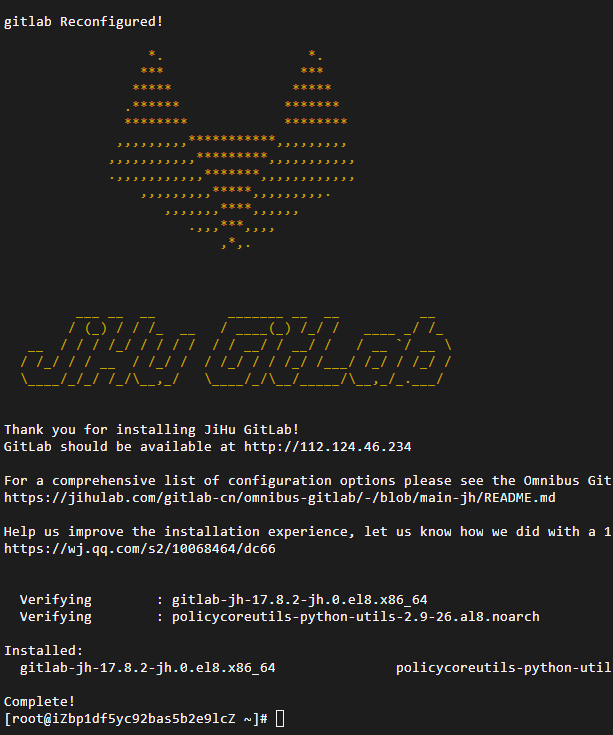 gitlab Reconfigured!
JiHu GitLab
Thank you for installing JiHu GitLab!
GitLab should be available at http://112.124.46.234
For a comprehensive list of configuration options please see the Omnibus Git
https://jihulab.com/gitlab-cn/omnibus-gitlab/-/blob/main-jh/README.md
Help us improve the installation experience, let us know how we did with a 1
https://wj.qq.com/s2/10068464/dc66
Verifying : gitlab-jh-17.8.2-jh.0.el8.x86_64
Verifying : policycoreutils-python-utils-2.9-26.al8.noarch
Installed:
gitlab-jh-17.8.2-jh.0.el8.x86_64 policycoreutils-python-util
Complete!
[root@iZbp1df5yc92bas5b2e9lcZ ~]#